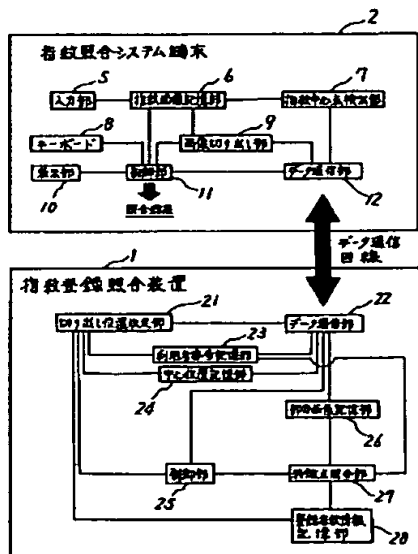 2
指紋照合システム端末
5
6
7
入力部
指紋画像記憶部
指紋中心点検出部
8
9
キーボード
画像切り出し部
表示部
制御部
データ通信部
10
11
12
照合結果
データ通信
回線
1
指紋登録照合装置
21
22
切り出し位置決定部
データ通信部
23
利用者番号記憶部
中心位置記憶部
24
部分画像記憶部
26
制御部
特徴点照合部
25
27
登録者指紋情報
記憶部
28